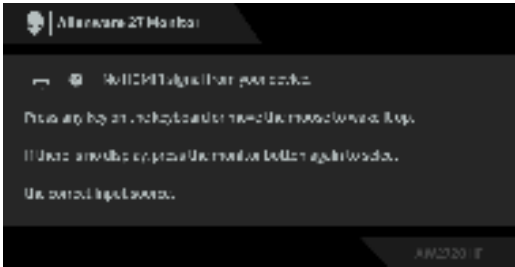 Alienware 27 Monitor
No HDMI 1 signal from your device.
Press any key on the keyboard or move the mouse to wake it up.
If there is no display, press the monitor button again to select
the correct input source.